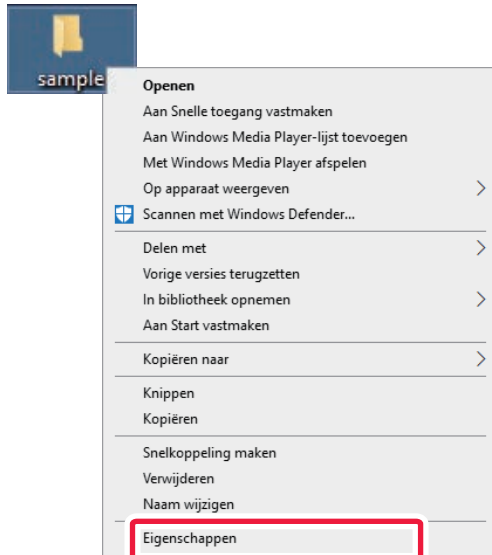 sample
Openen
Aan Snelle toegang vastmaken
Aan Windows Media Player-lijst toevoegen
Met Windows Media Player afspelen
Op apparaat weergeven
Scannen met Windows Defender...
Delen met
Vorige versies terugzetten
In bibliotheek opnemen
Aan Start vastmaken
Kopiëren naar
Knippen
Kopiëren
Snelkoppeling maken
Verwijderen
Naam wijzigen
Eigenschappen